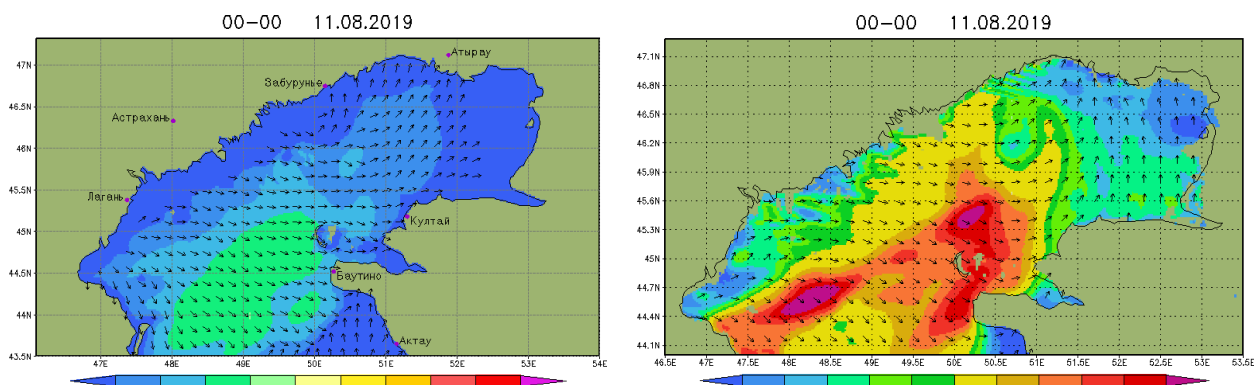 00-00 11.08.2019
Атырау
Забурунье
Астрахань
Лагань
Култай
Баутино
Актау
47N
46.5N
46N
45.5N
45N
44.5N
44N
43.5N
47E 48E 49E 50E 51E 52E 53E 54E
00-00 11.08.2019
47.1N
46.8N
46.5N
46.2N
45.9N
45.6N
45.3N
45N
44.7N
44.4N
44.1N
46.5E 47E 47.5E 48E 48.5E 49E 49.5E 50E 50.5E 51E 51.5E 52E 52.5E 53E 53.5E